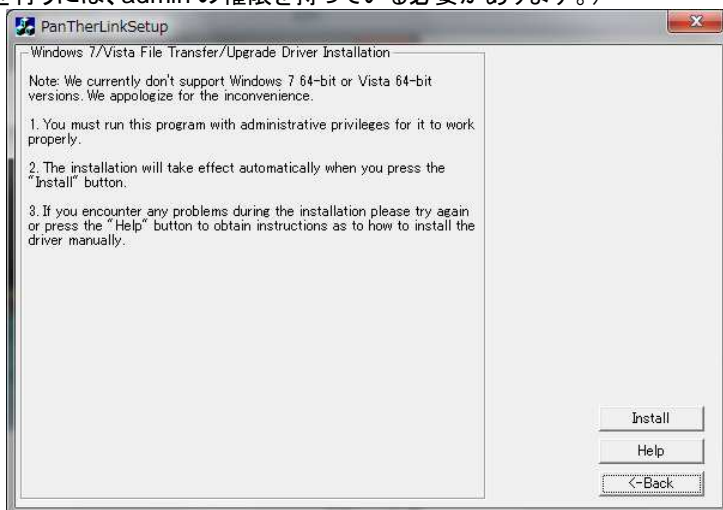 を行うには、admin の権限を持っている必要があります。)
PanTherLinkSetup
Windows 7/Vista File Transfer/Upgrade Driver Installation
Note: We currently don't support Windows 7 64-bit or Vista 64-bit
versions. We appologize for the inconvenience.
1. You must run this program with administrative privileges for it to work
properly.
2. The installation will take effect automatically when you press the
"Install" button.
3. If you encounter any problems during the installation please try again
or press the "Help" button to obtain instructions as to how to install the
driver manually.
Install
Help
<-Back